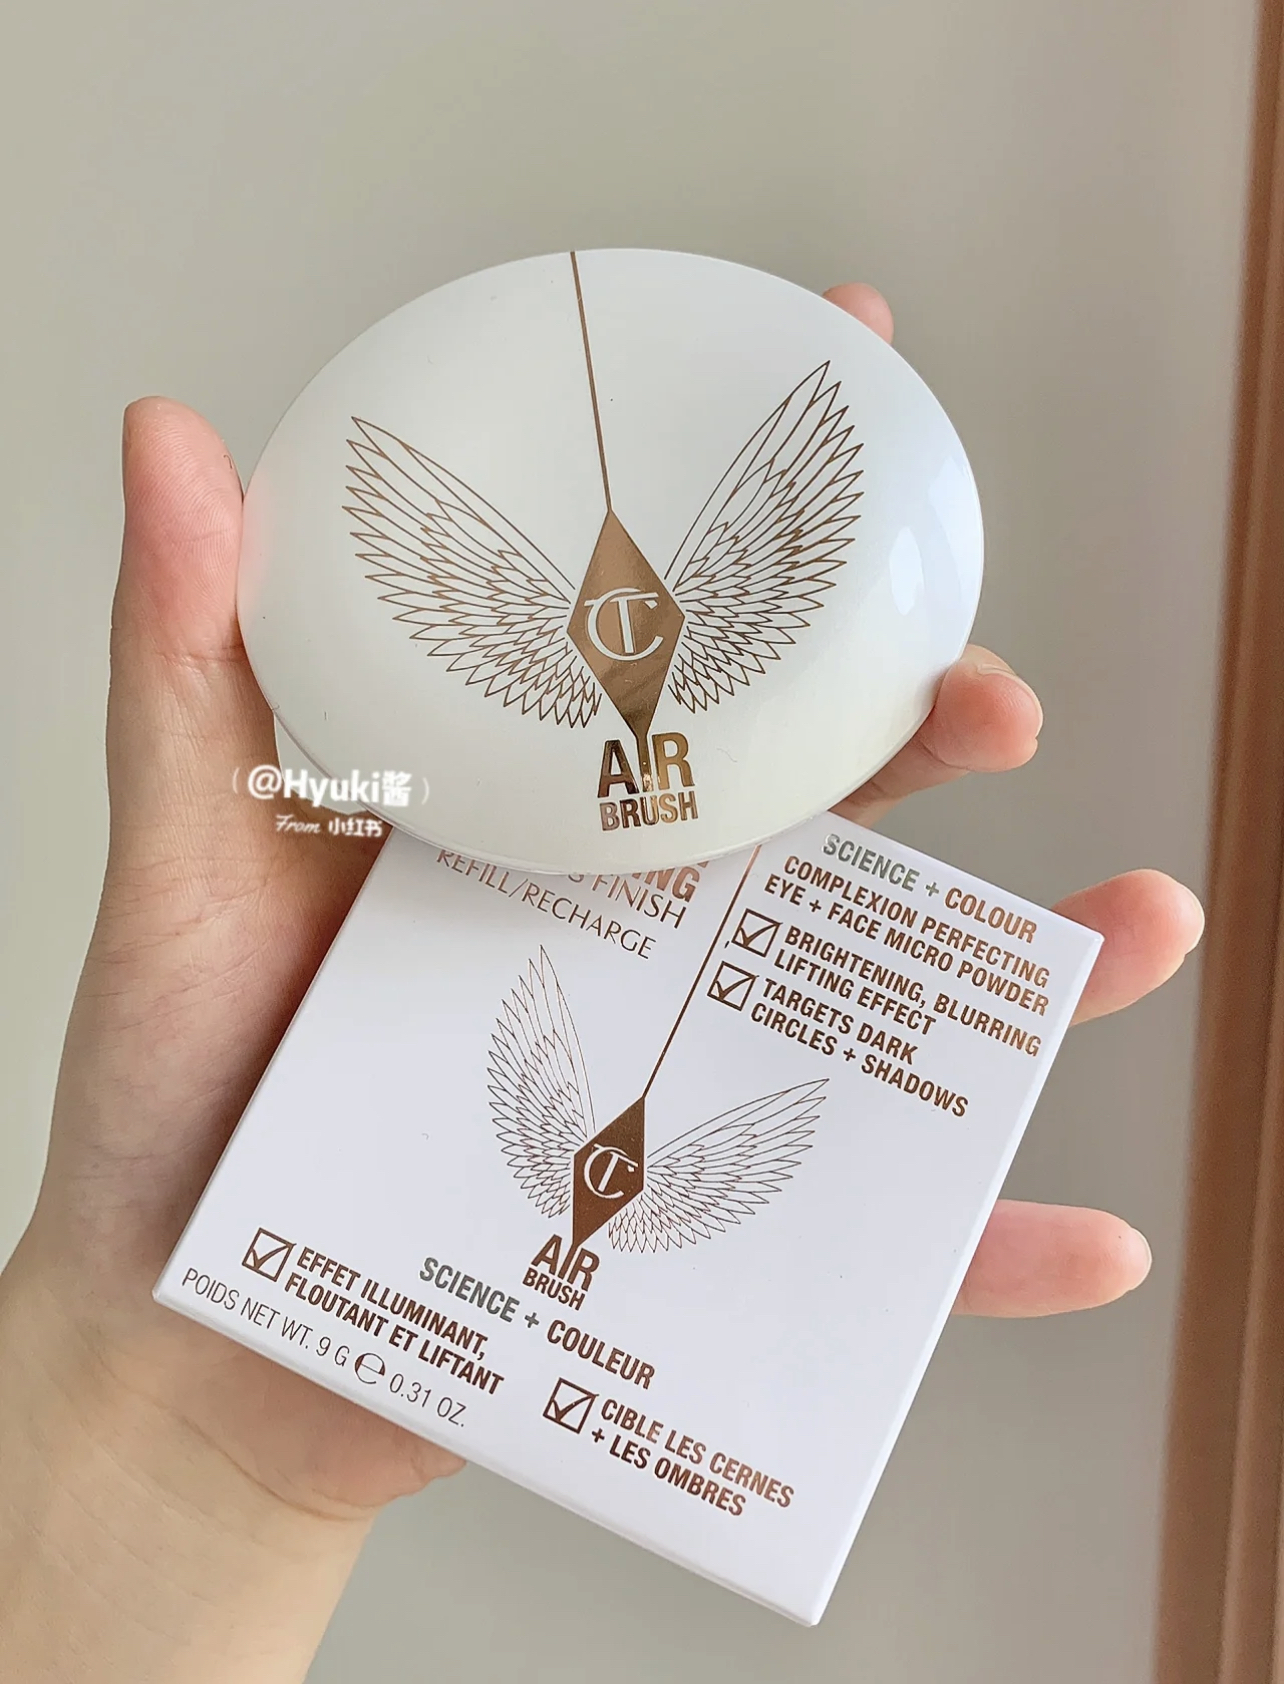 CT
AIR
BRUSH
(@Hyuki酱)
From 小红书
FINISH
REFILL/RECHARGE
SCIENCE + COLOUR
COMPLEXION PERFECTING
EYE + FACE MICRO POWDER
BRIGHTENING, BLURRING
LIFTING EFFECT
TARGETS DARK
CIRCLES + SHADOWS
CT
AIR
BRUSH
SCIENCE + COULEUR
EFFET ILLUMINANT,
FLOUTANT ET LIFTANT
POIDS NET WT. 9 G ℮ 0.31 OZ.
CIBLE LES CERNES
+ LES OMBRES